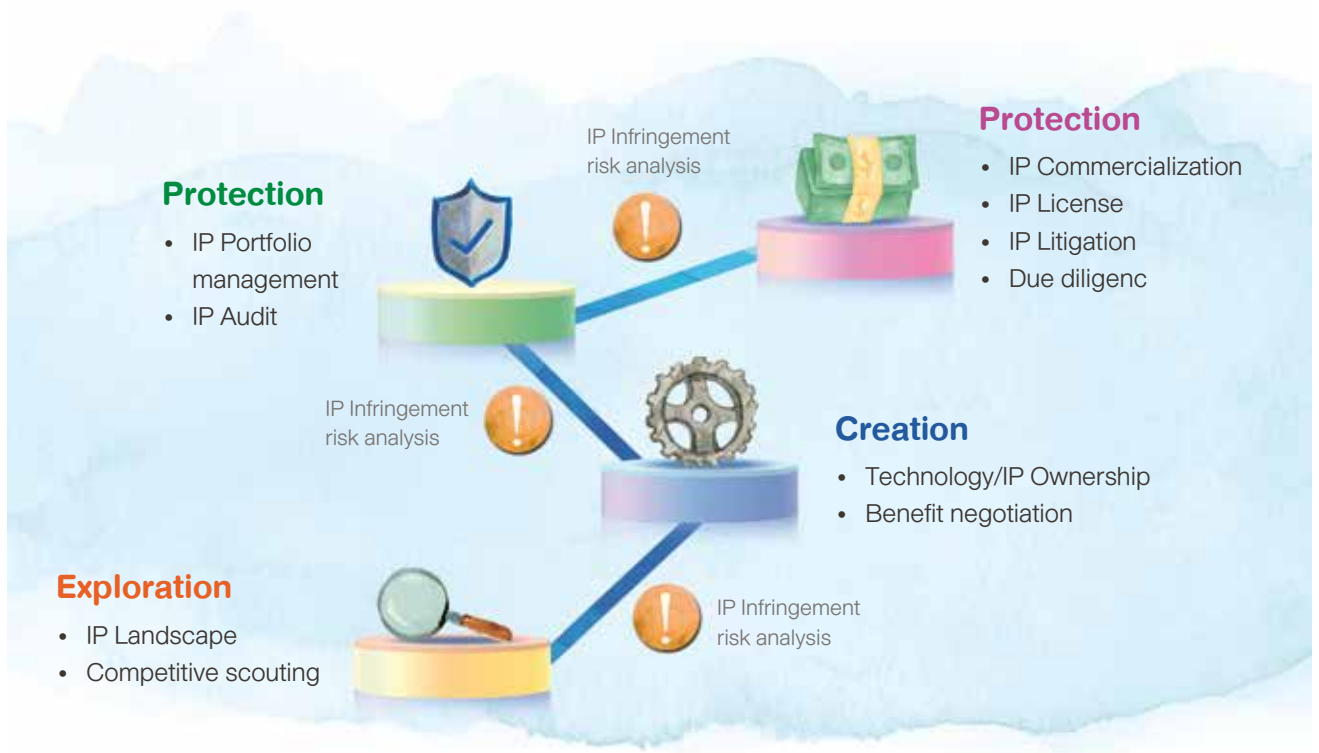 IP Infringement
risk analysis
Protection
• IP Commercialization
• IP License
• IP Litigation
• Due diligenc
Protection
• IP Portfolio
management
• IP Audit
IP Infringement
risk analysis
Creation
• Technology/IP Ownership
• Benefit negotiation
Exploration
• IP Landscape
• Competitive scouting
IP Infringement
risk analysis